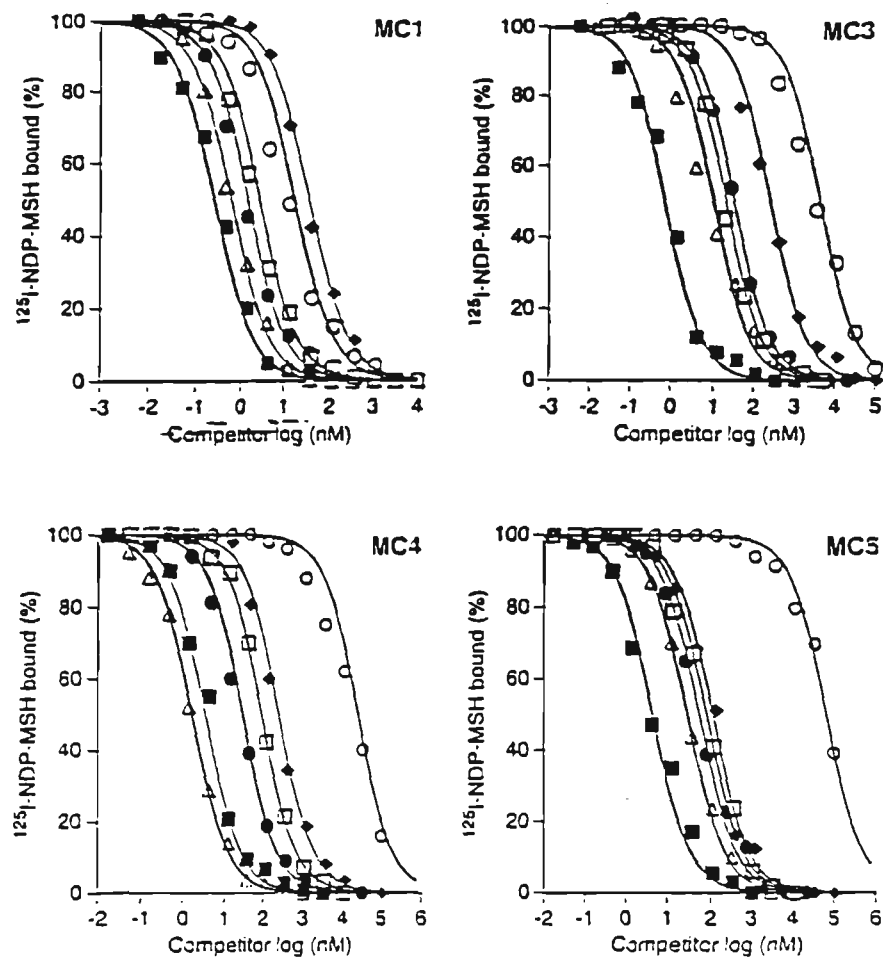 MC1
100
80
60
40
20
0
¹²⁵I-NDP-MSH bound (%)
-3 -2 -1 0 1 2 3 4
Competitor log (nM)
MC3
100
80
60
40
20
0
¹²⁵I-NDP-MSH bound (%)
-3 -2 -1 0 1 2 3 4 5
Competitor log (nM)
MC4
100
80
60
40
20
0
¹²⁵I-NDP-MSH bound (%)
-2 -1 0 1 2 3 4 5 6
Competitor log (nM)
MC5
100
80
60
40
20
0
¹²⁵I-NDP-MSH bound (%)
-2 -1 0 1 2 3 4 5 6
Competitor log (nM)